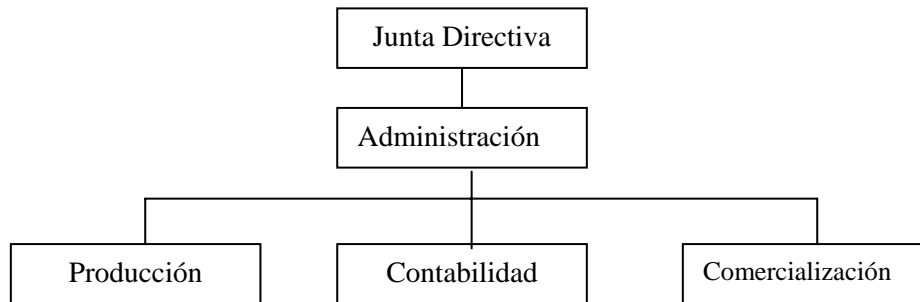 Junta Directiva
Administración
Producción
Contabilidad
Comercialización